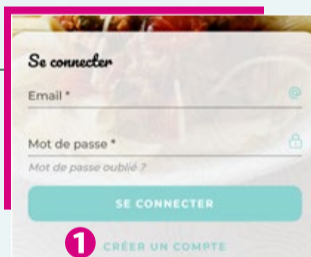 Se connecter
Email *
@
Mot de passe *
Mot de passe oublié ?
SE CONNECTER
1 CRÉER UN COMPTE